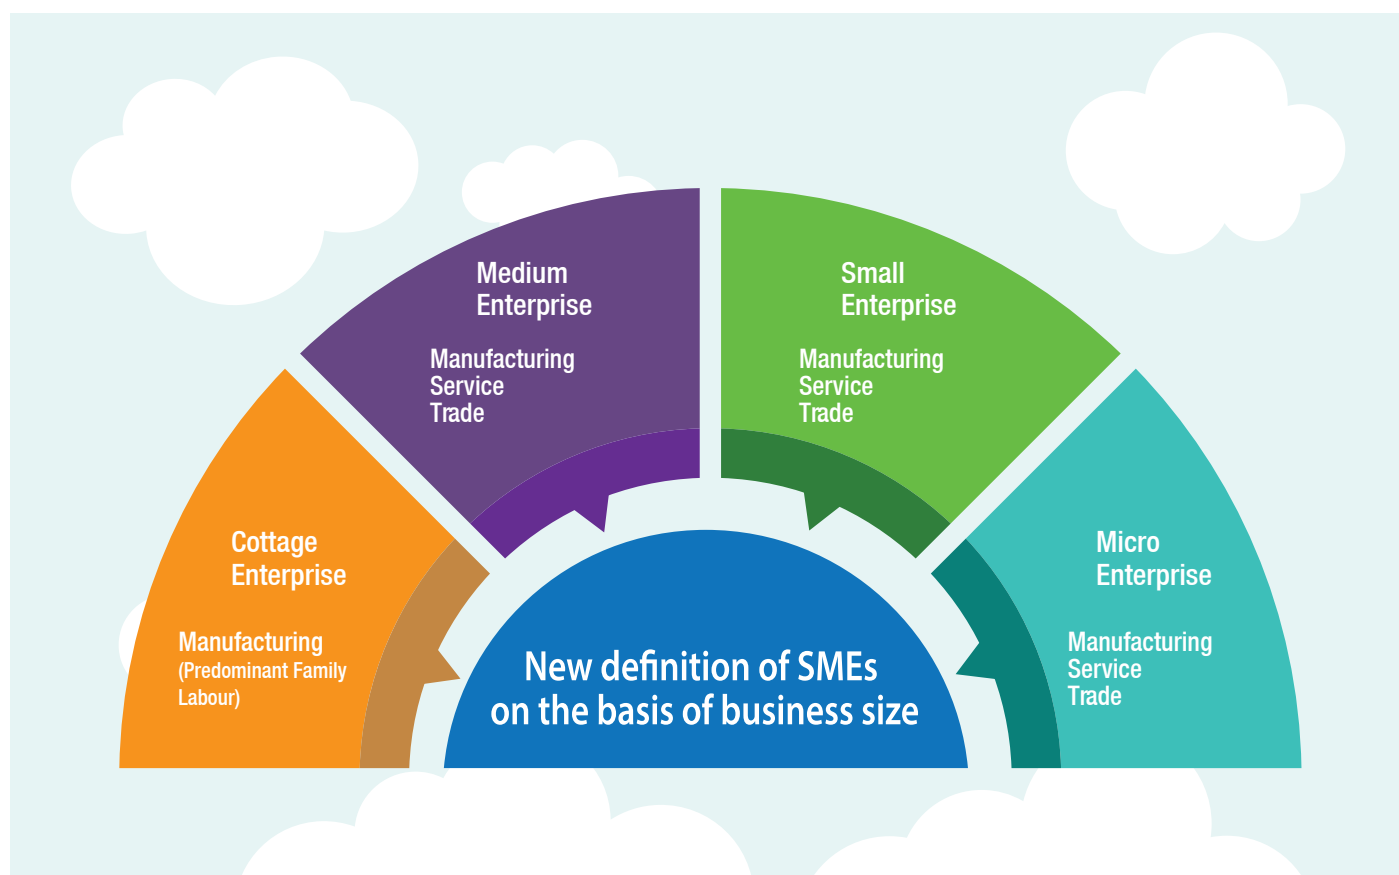 Medium
Enterprise
Manufacturing
Service
Trade
Small
Enterprise
Manufacturing
Service
Trade
Cottage
Enterprise
Manufacturing
(Predominant Family
Labour)
Micro
Enterprise
Manufacturing
Service
Trade
New definition of SMEs
on the basis of business size